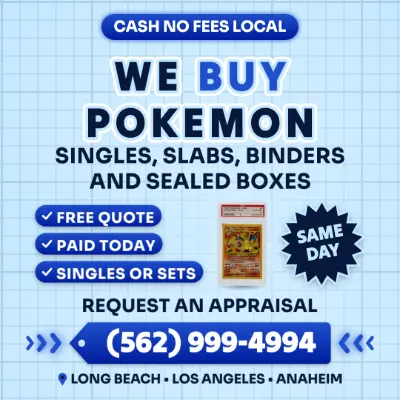 CASH NO FEES LOCAL
WE BUY
POKEMON
SINGLES, SLABS, BINDERS
AND SEALED BOXES
FREE QUOTE
PAID TODAY
SINGLES OR SETS
SAME
DAY
REQUEST AN APPRAISAL
(562) 999-4994
LONG BEACH • LOS ANGELES • ANAHEIM